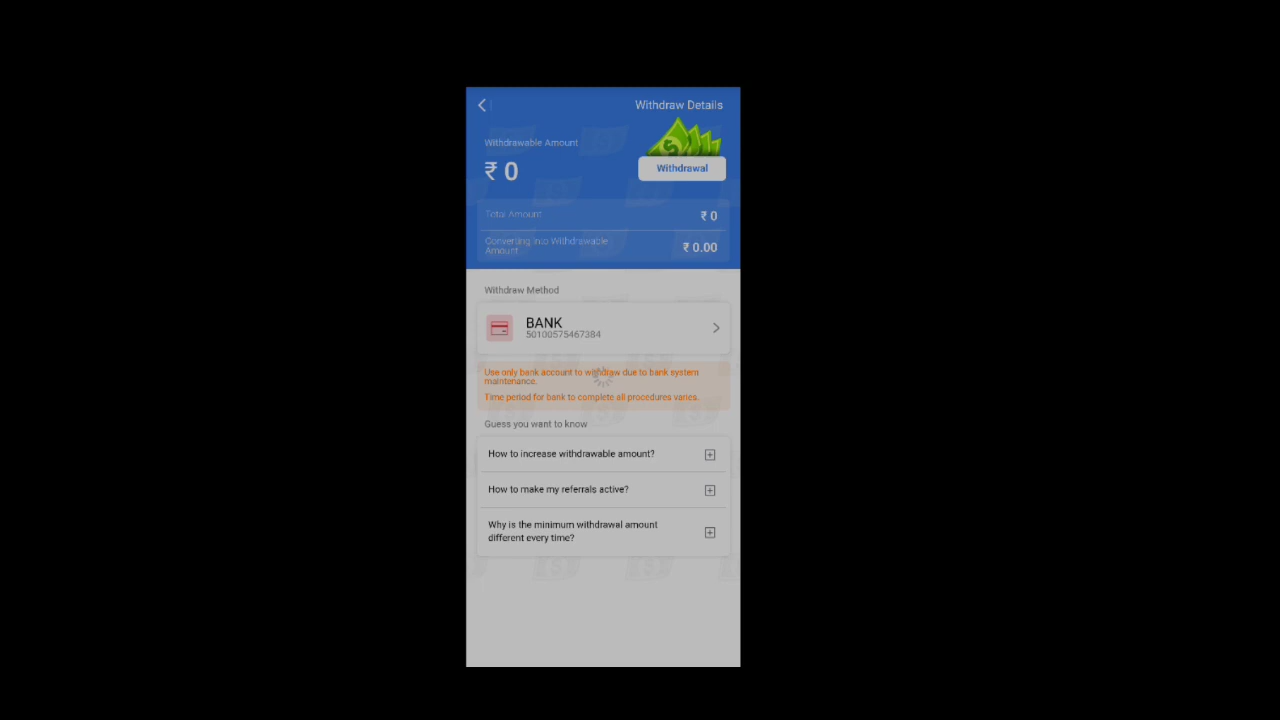 Withdraw Details
Withdrawable Amount
₹ 0
Withdrawal
Total Amount
₹ 0
Converting into Withdrawable
Amount
₹ 0.00
Withdraw Method
BANK
50100575467384
Use only bank account to withdraw due to bank system
maintenance.
Time period for bank to complete all procedures varies.
Guess you want to know
How to increase withdrawable amount?
How to make my referrals active?
Why is the minimum withdrawal amount
different every time?